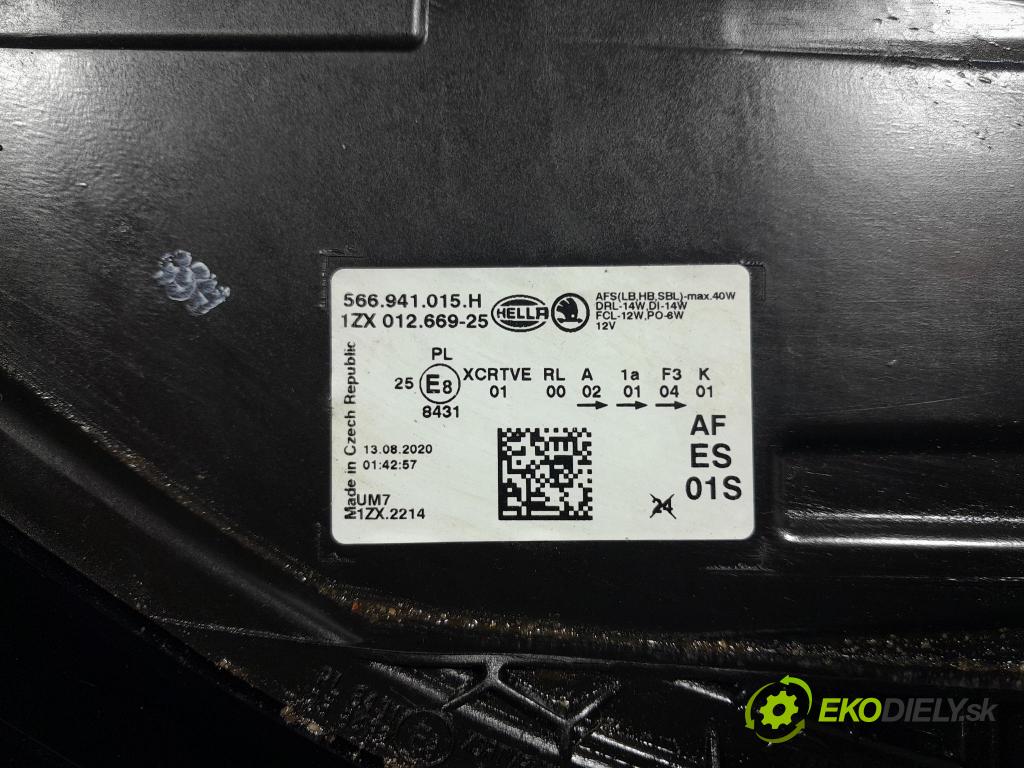 566.941.015.H
1ZX 012.669-25
HELLA
AFS(LB,HB,SBL)-max.40W
DRL-14W,DI-14W
FCL-12W,PO-6W
12V
Made in Czech Republic
PL
25 E8
8431
XCRTVE RL A 1a F3 K
01 00 02 01 04 01
13.08.2020
01:42:57
UM7
E1ZX.2214
AF
ES
01S
24
EKODIELY.sk